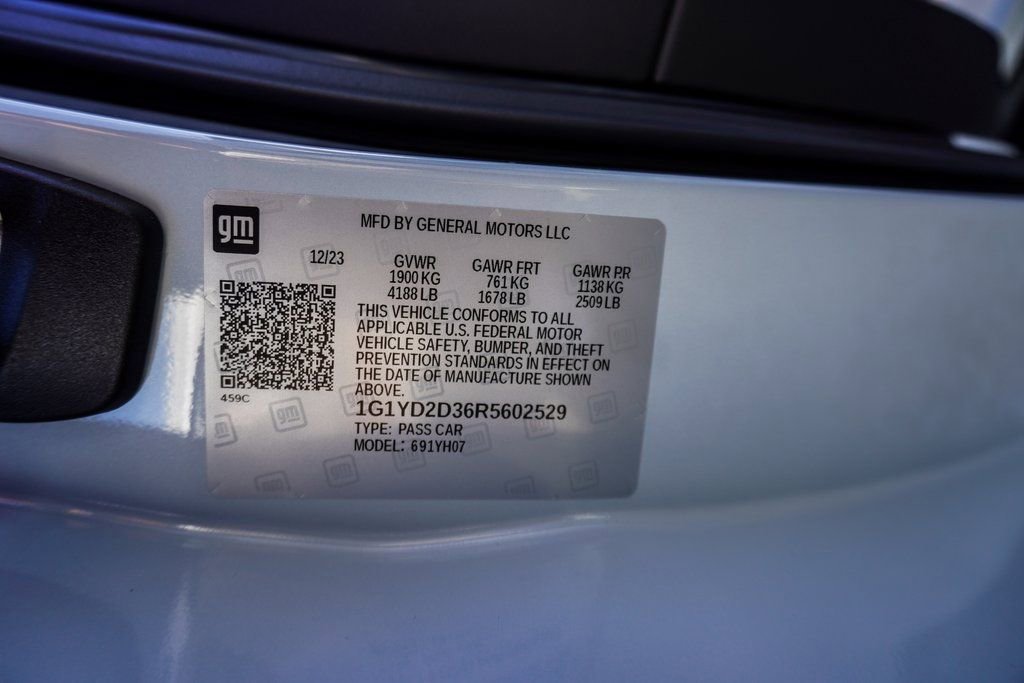 gm
MFD BY GENERAL MOTORS LLC
12/23 GVWR GAWR FRT GAWR RR
1900 KG 761 KG 1138 KG
4188 LB 1678 LB 2509 LB
THIS VEHICLE CONFORMS TO ALL
APPLICABLE U.S. FEDERAL MOTOR
VEHICLE SAFETY, BUMPER, AND THEFT
PREVENTION STANDARDS IN EFFECT ON
THE DATE OF MANUFACTURE SHOWN
ABOVE.
459C
1G1YD2D36R5602529
TYPE: PASS CAR
MODEL: 691YH07